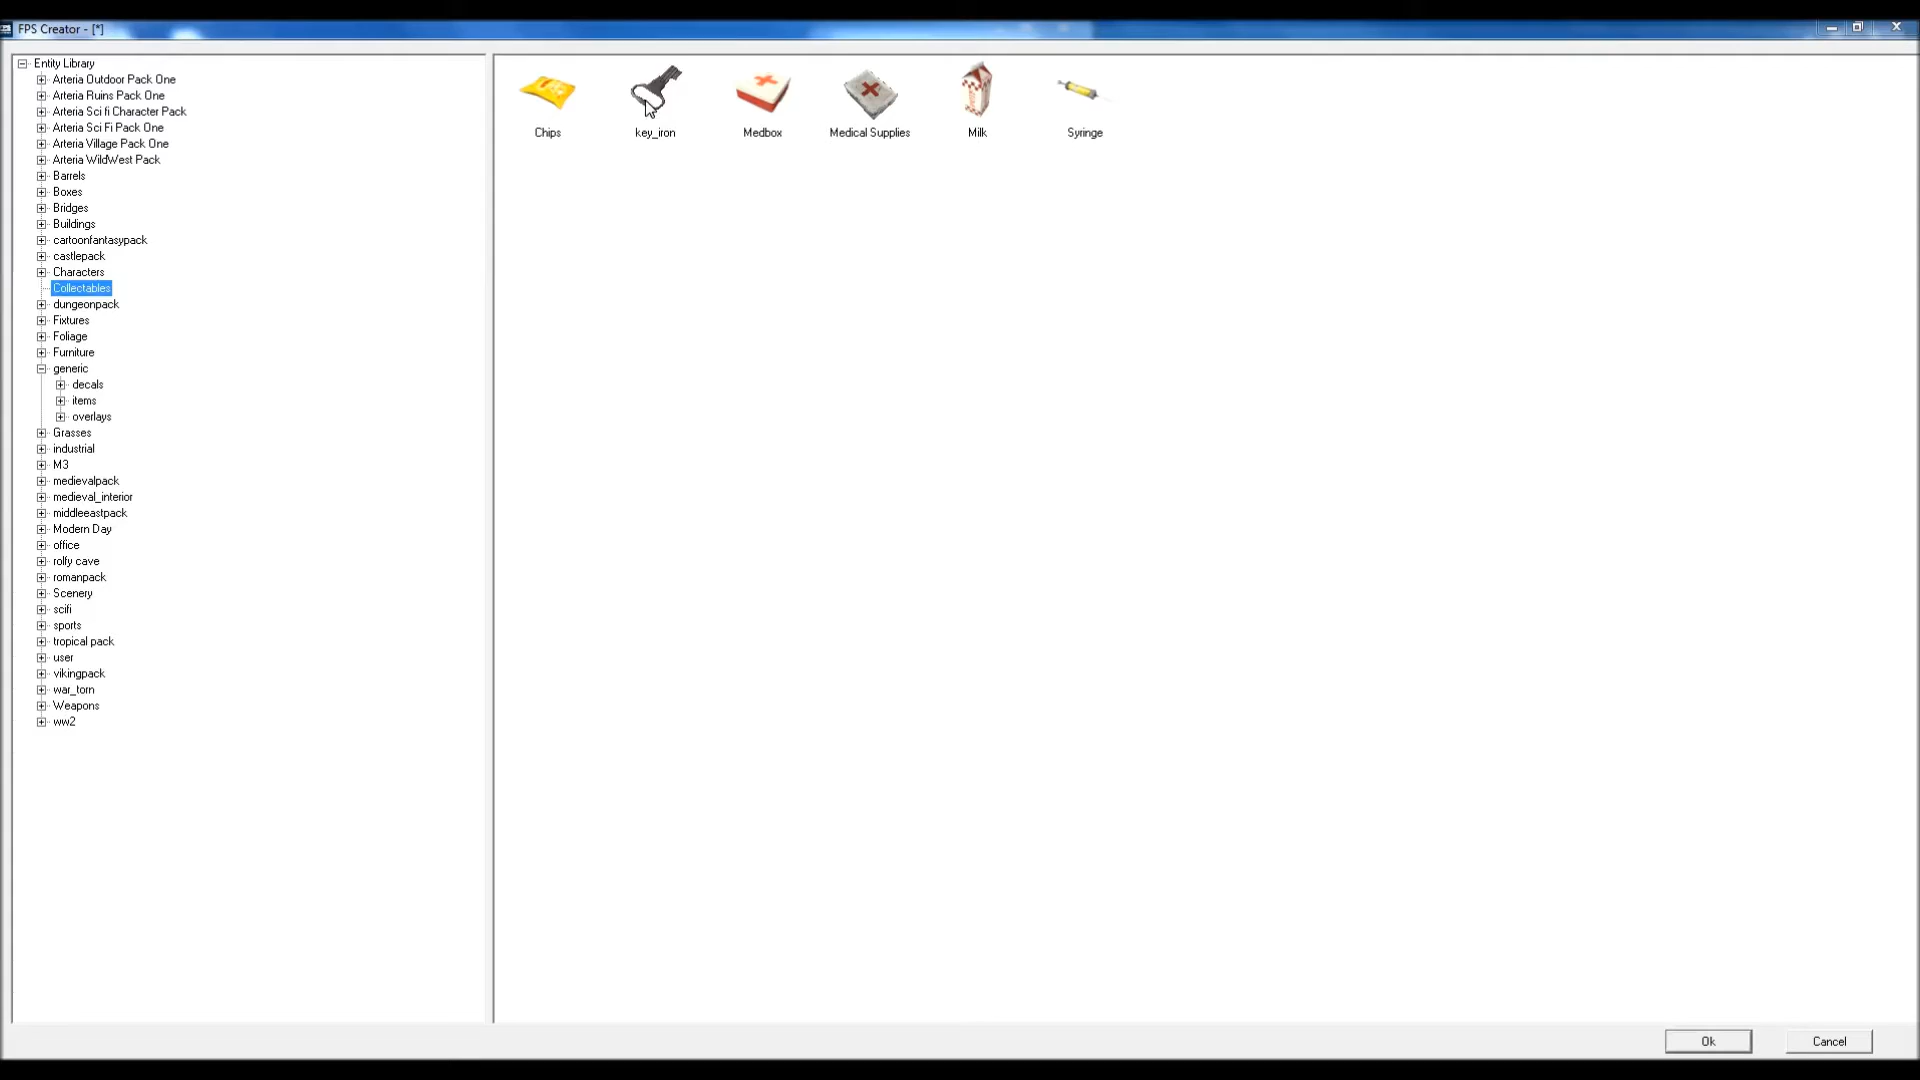 FPS Creator - [*]
Entity Library
Arteria Outdoor Pack One
Arteria Ruins Pack One
Arteria Sci fi Character Pack
Arteria Sci Fi Pack One
Arteria Village Pack One
Arteria WildWest Pack
Barrels
Boxes
Bridges
Buildings
cartoonfantasypack
castlepack
Characters
Collectables
dungeonpack
Fixtures
Foliage
Furniture
generic
decals
items
overlays
Grasses
industrial
M3
medievalpack
medieval_interior
middleeastpack
Modern Day
office
rolfy cave
romanpack
Scenery
scifi
sports
tropical pack
user
vikingpack
war_torn
Weapons
ww2
Chips
key_iron
Medbox
Medical Supplies
Milk
Syringe
Ok
Cancel